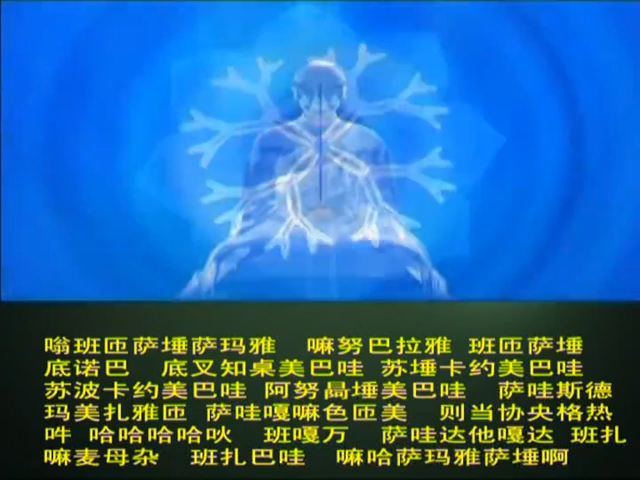 嗡班匝萨埵萨玛雅 嘛努巴拉雅 班匝萨埵
底诺巴 底叉知桌美巴哇 苏埵卡约美巴哇
苏波卡约美巴哇 阿努晶埵美巴哇 萨哇斯德
玛美扎雅匝 萨哇嘎嘛色匝美 则当协央格热
吽 哈哈哈哈吙 班嘎万 萨哇达他嘎达 班扎
嘛麦母杂 班扎巴哇 嘛哈萨玛雅萨埵啊